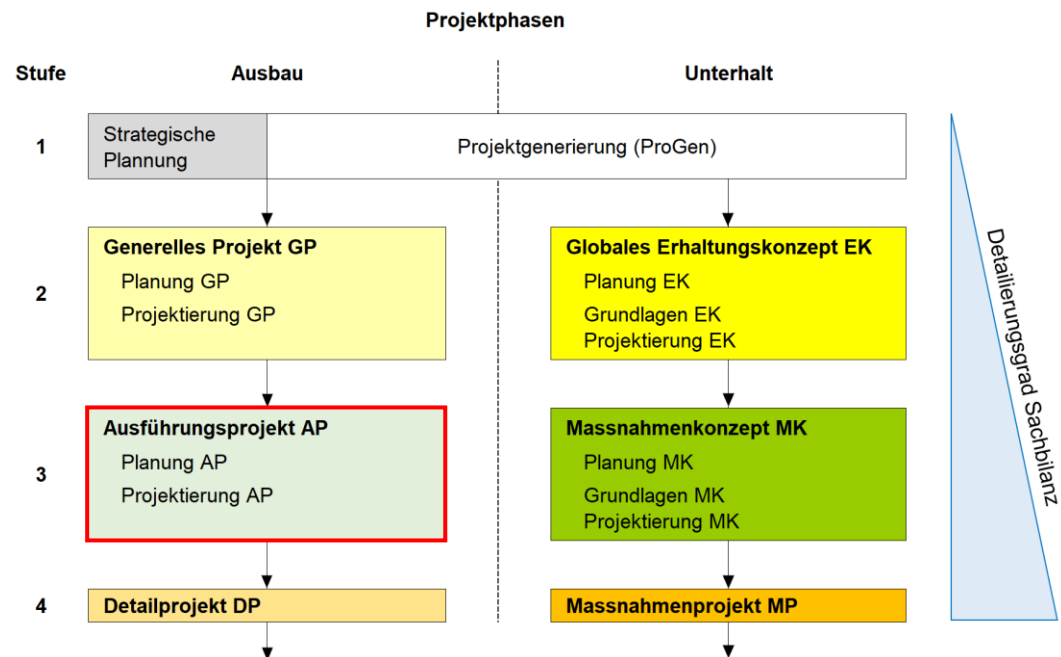 Projektphasen
Stufe
Ausbau
Unterhalt
1
Strategische
Plannung
Projektgenerierung (ProGen)
2
Generelles Projekt GP
Planung GP
Projektierung GP
Globales Erhaltungskonzept EK
Planung EK
Grundlagen EK
Projektierung EK
3
Ausführungsprojekt AP
Planung AP
Projektierung AP
Massnahmenkonzept MK
Planung MK
Grundlagen MK
Projektierung MK
4
Detailprojekt DP
Massnahmenprojekt MP
Detailierungsgrad Sachbilanz